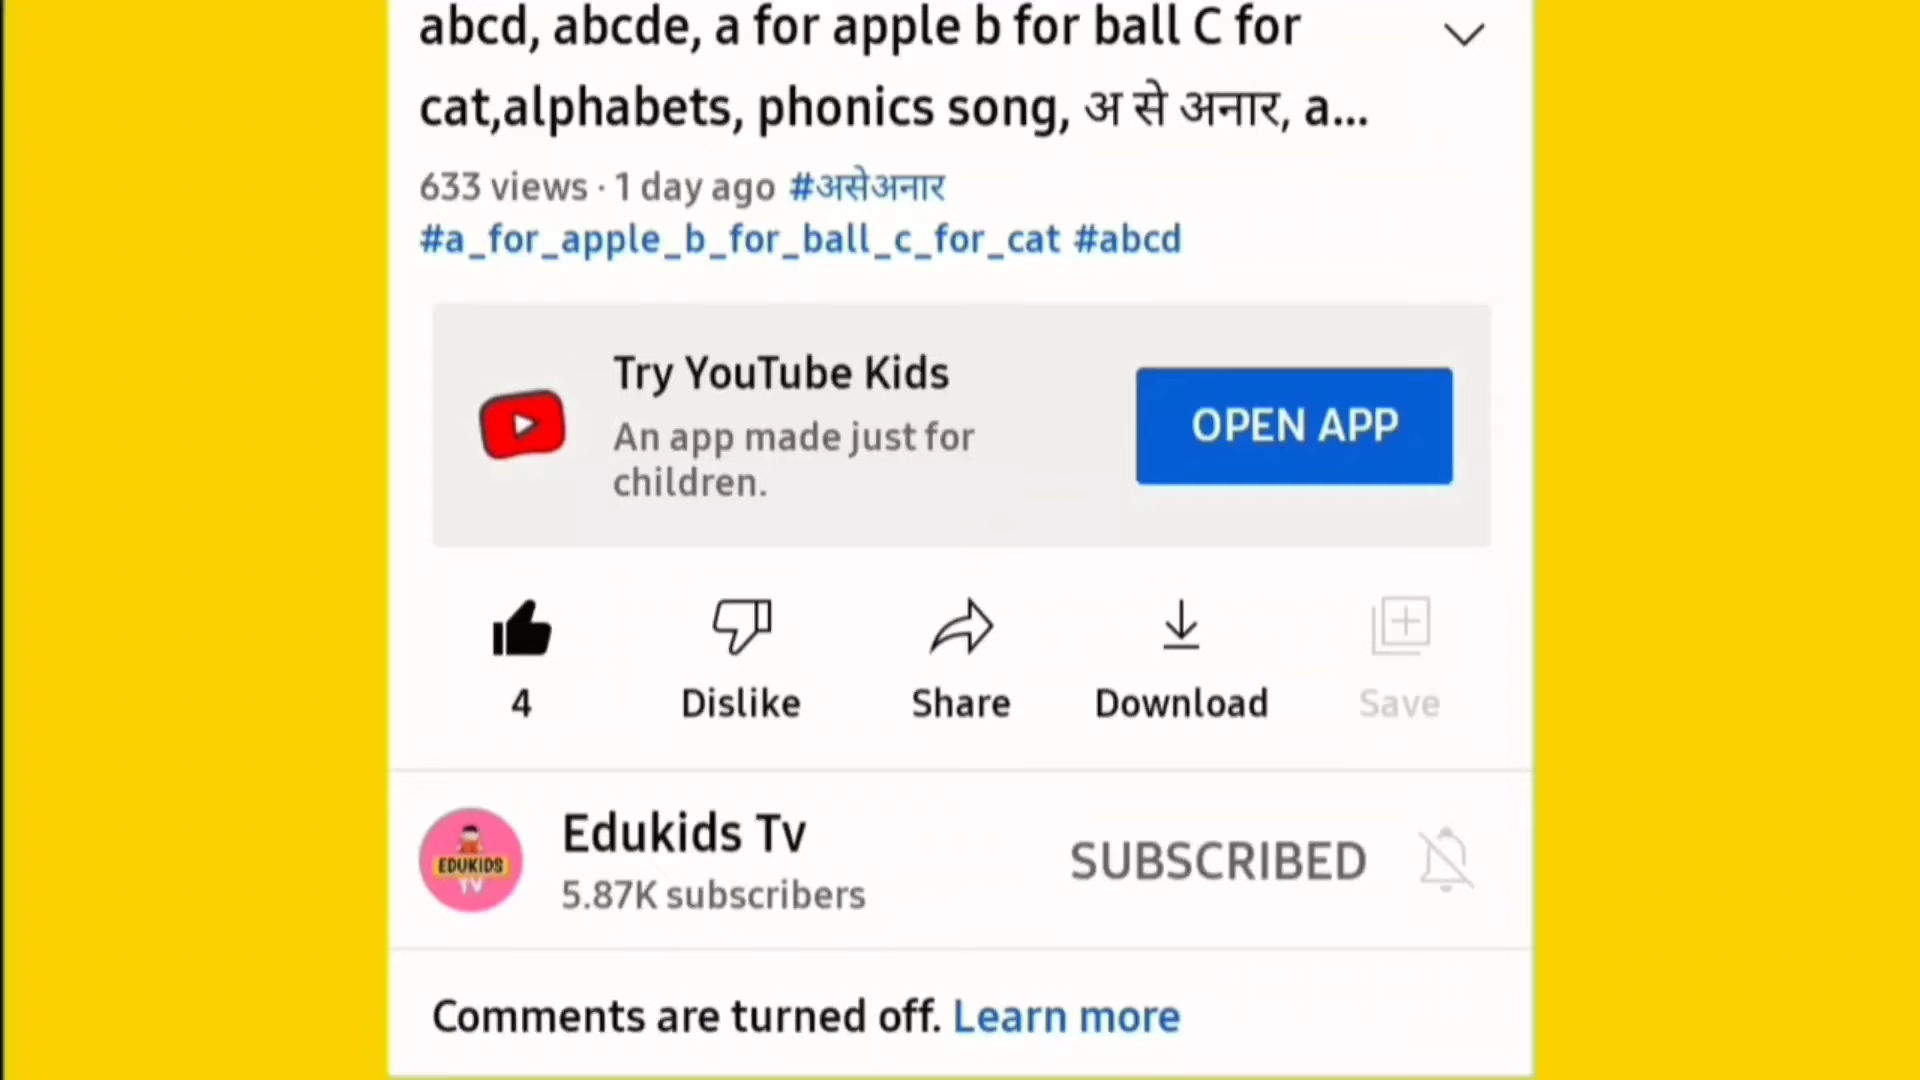 abcd, abcde, a for apple b for ball C for
cat,alphabets, phonics song, अ से अनार, a...
633 views · 1 day ago #असेअनार
#a_for_apple_b_for_ball_c_for_cat #abcd
Try YouTube Kids
An app made just for
children.
OPEN APP
4
Dislike
Share
Download
Save
EDUKIDS
TV
Edukids Tv
5.87K subscribers
SUBSCRIBED
Comments are turned off. Learn more